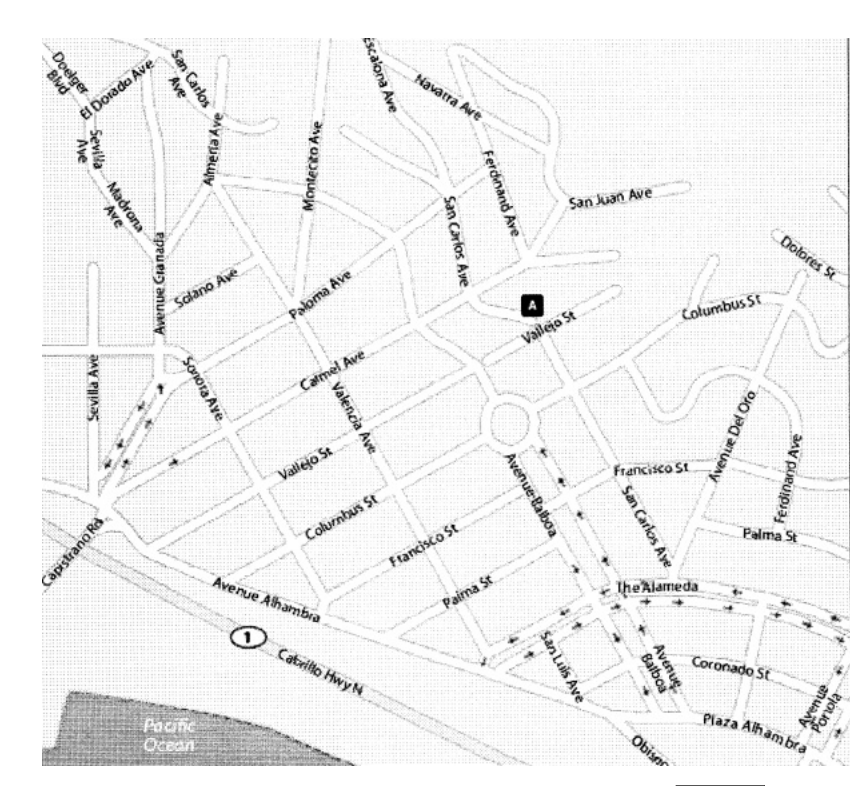 Doelger
Blvd
El Dorado Ave
San Carlos
Ave
Escalona Ave
Navarra Ave
Sevilla
Ave
Almeria Ave
Montecito Ave
Ferdinand Ave
Madrona
Ave
San Carlos Ave
San Juan Ave
Dolores St
Avenue Granada
Solano Ave
Paloma Ave
A
Vallejo St
Columbus St
Sevilla Ave
Sonora Ave
Carmel Ave
Valencia Ave
Vallejo St
Avenue Del Oro
Ferdinand Ave
Avenue Balboa
Francisco St
San Carlos Ave
Columbus St
Francisco St
Palma St
Capistrano Rd
Avenue Alhambra
Palma St
The Alameda
1
Cabrillo Hwy N
San Luis Ave
Avenue
Balboa
Coronado St
Avenue
Portola
Plaza Alhambra
Pacific
Ocean
Obispo